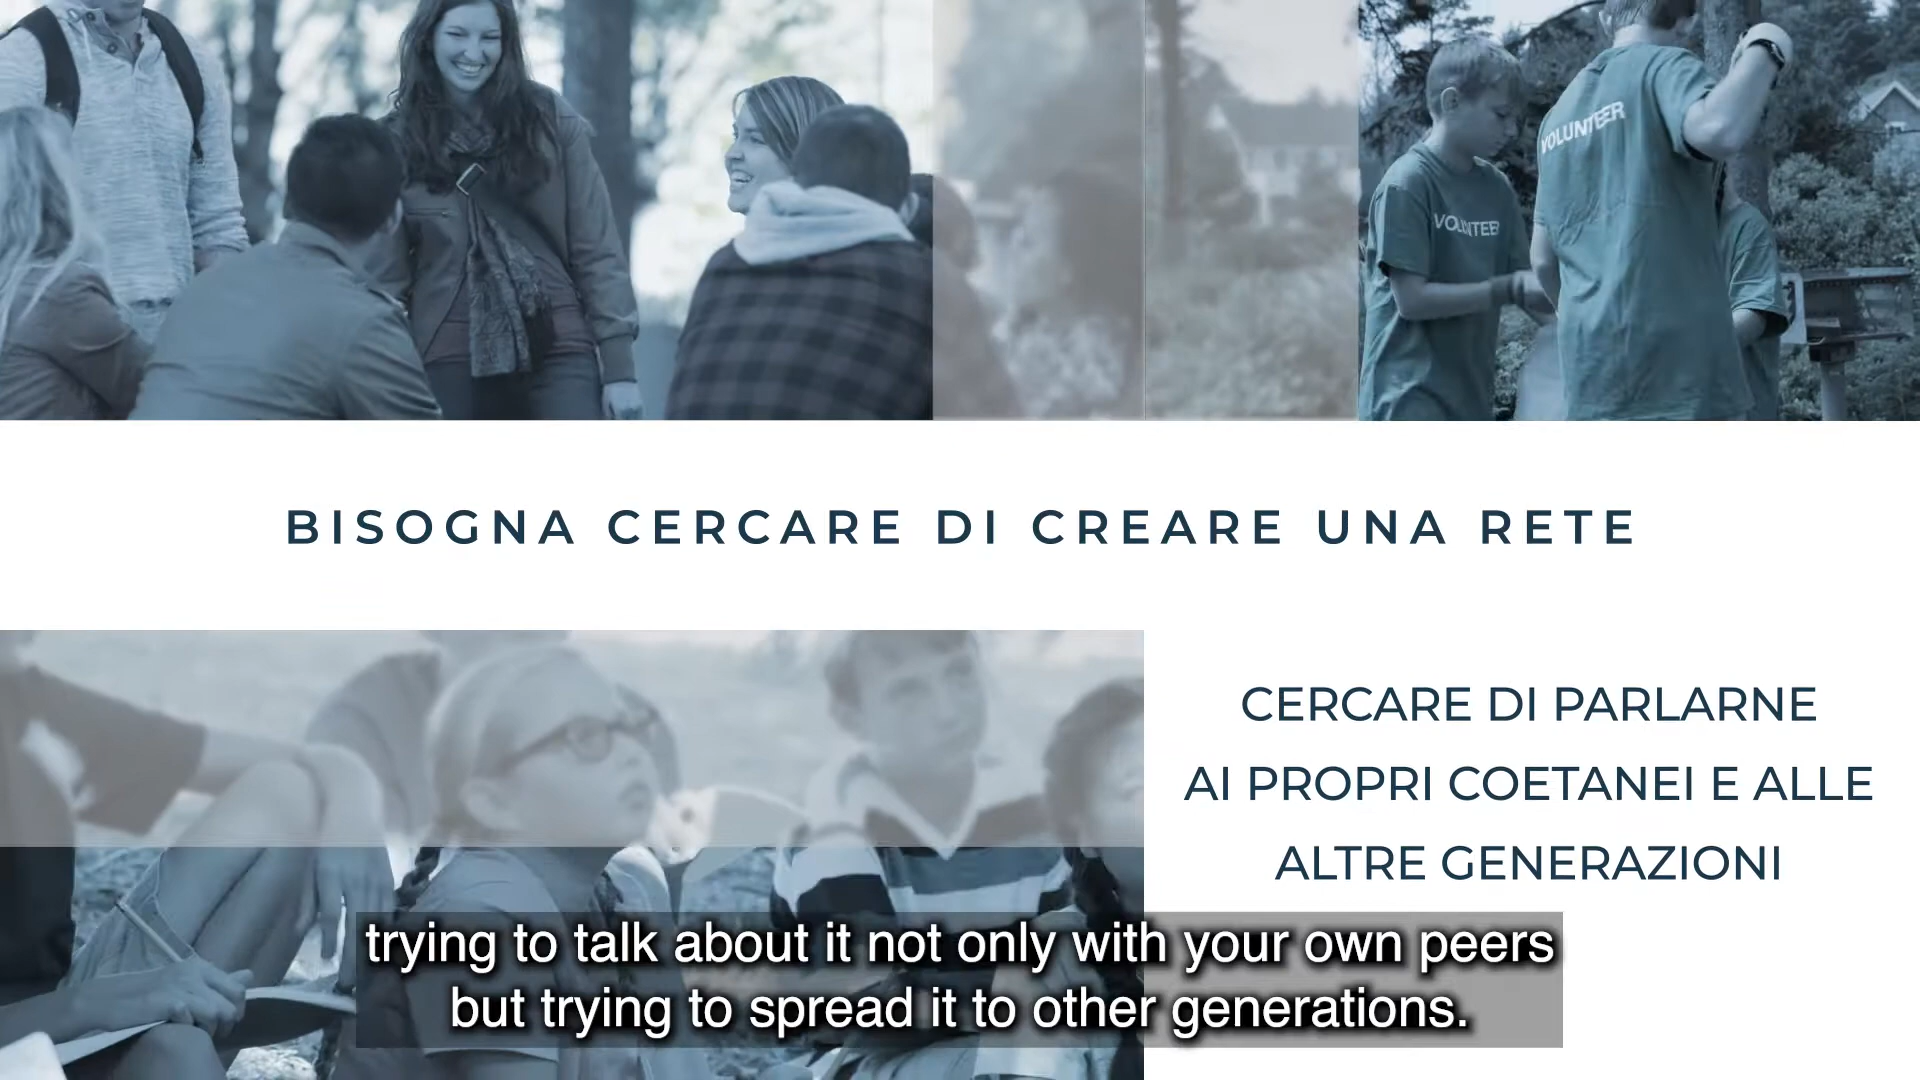 VOLUNTEER
VOLUNTEER
BISOGNA CERCARE DI CREARE UNA RETE
CERCARE DI PARLARNE
AI PROPRI COETANEI E ALLE
ALTRE GENERAZIONI
trying to talk about it not only with your own peers
but trying to spread it to other generations.